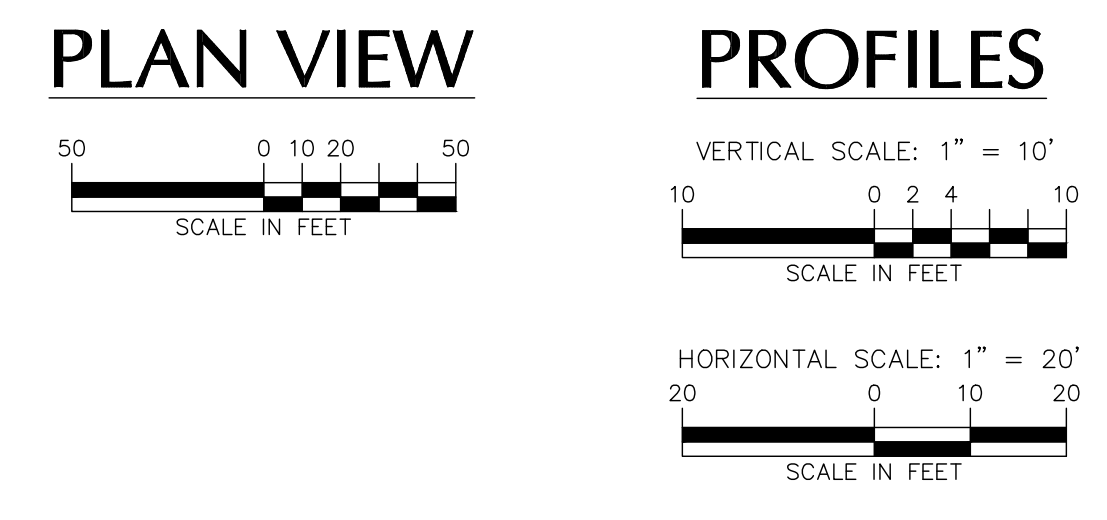 PLAN VIEW
50 0 10 20 50
SCALE IN FEET
PROFILES
VERTICAL SCALE: 1” = 10’
10 0 2 4 10
SCALE IN FEET
HORIZONTAL SCALE: 1” = 20’
20 0 10 20
SCALE IN FEET